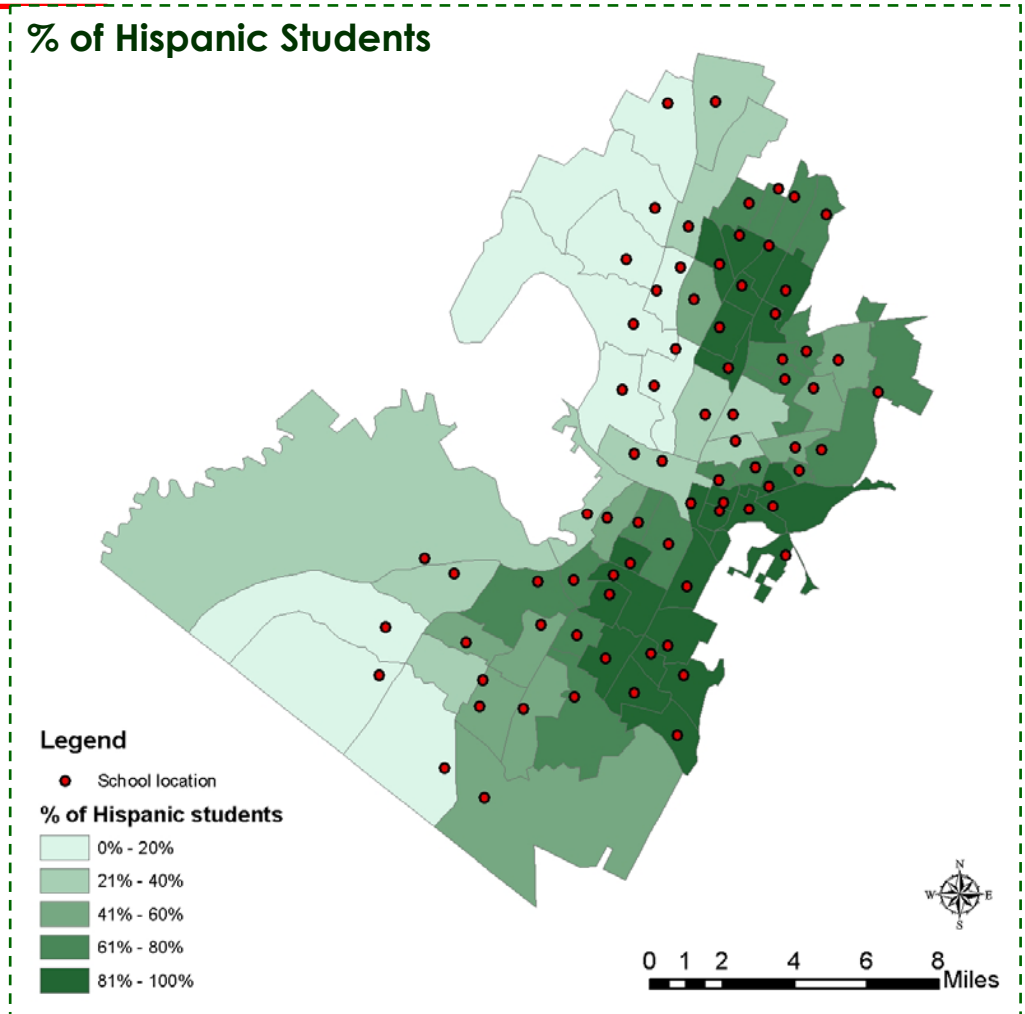 % of Hispanic Students
Legend
School location
% of Hispanic students
0% - 20%
21% - 40%
41% - 60%
61% - 80%
81% - 100%
N
W E
S
0 1 2 4 6 8
Miles